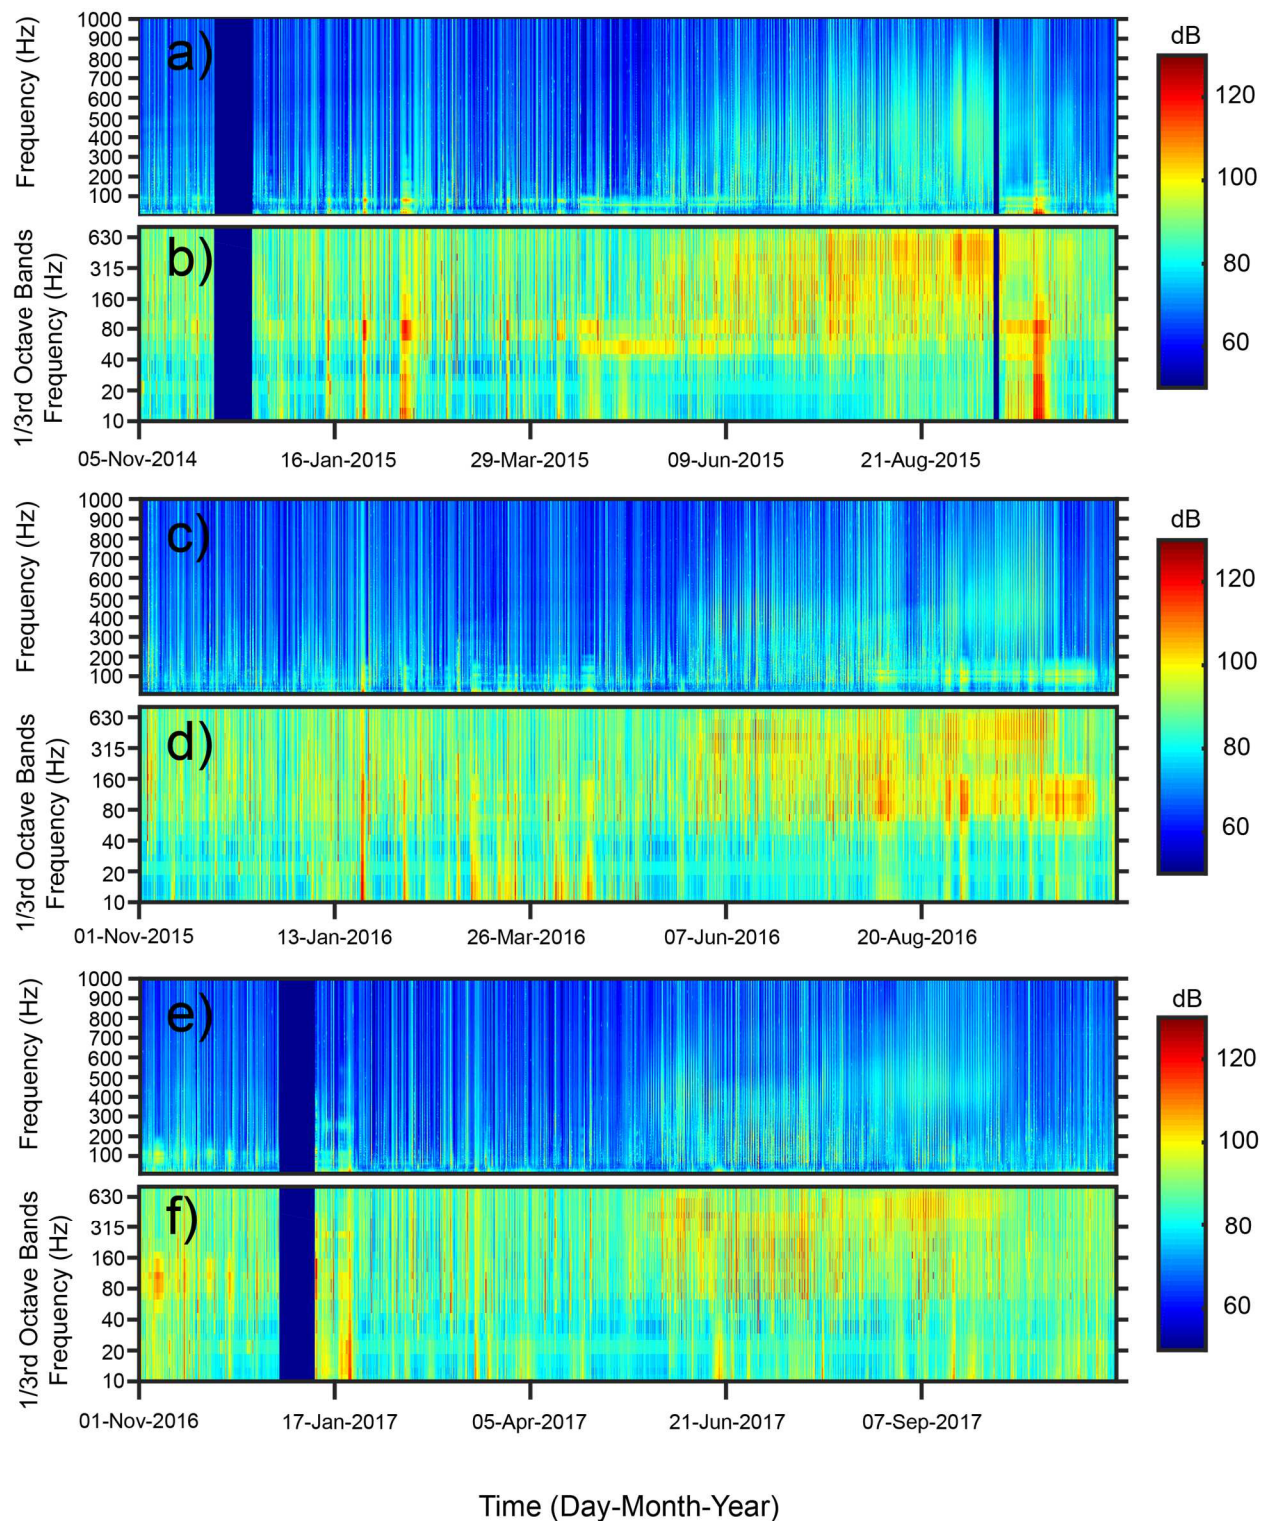 a)
Frequency (Hz)
1000
900
800
700
600
500
400
300
200
100
b)
1/3rd Octave Bands
Frequency (Hz)
630
315
160
80
40
20
10
05-Nov-2014
16-Jan-2015
29-Mar-2015
09-Jun-2015
21-Aug-2015
dB
120
100
80
60
c)
Frequency (Hz)
1000
900
800
700
600
500
400
300
200
100
d)
1/3rd Octave Bands
Frequency (Hz)
630
315
160
80
40
20
10
01-Nov-2015
13-Jan-2016
26-Mar-2016
07-Jun-2016
20-Aug-2016
dB
120
100
80
60
e)
Frequency (Hz)
1000
900
800
700
600
500
400
300
200
100
f)
1/3rd Octave Bands
Frequency (Hz)
630
315
160
80
40
20
10
01-Nov-2016
17-Jan-2017
05-Apr-2017
21-Jun-2017
07-Sep-2017
dB
120
100
80
60
Time (Day-Month-Year)